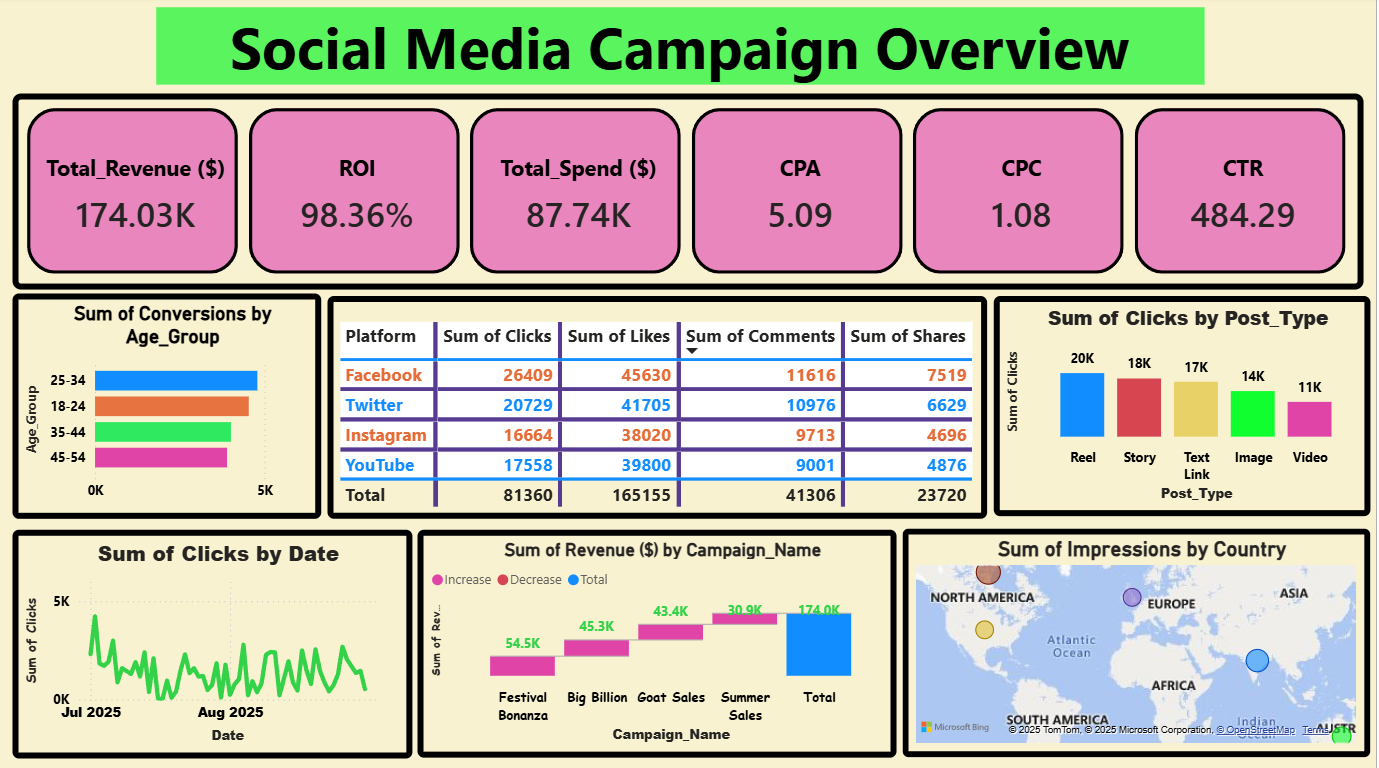 Social Media Campaign Overview
Total_Revenue ($)
174.03K
ROI
98.36%
Total_Spend ($)
87.74K
CPA
5.09
CPC
1.08
CTR
484.29
Sum of Conversions by
Age_Group
Age_Group
25-34
18-24
35-44
45-54
0K 5K
Platform Sum of Clicks Sum of Likes Sum of Comments Sum of Shares
Facebook 26409 45630 11616 7519
Twitter 20729 41705 10976 6629
Instagram 16664 38020 9713 4696
YouTube 17558 39800 9001 4876
Total 81360 165155 41306 23720
Sum of Clicks by Post_Type
Sum of Clicks
20K 18K 17K 14K 11K
Reel Story Text Link Image Video
Post_Type
Sum of Clicks by Date
Sum of Clicks
5K
0K
Jul 2025 Aug 2025
Date
Sum of Revenue ($) by Campaign_Name
Increase Decrease Total
Sum of Rev...
54.5K 45.3K 43.4K 30.9K 174.0K
Festival Bonanza Big Billion Goat Sales Summer Sales Total
Campaign_Name
Sum of Impressions by Country
NORTH AMERICA
EUROPE
ASIA
Atlantic
Ocean
AFRICA
SOUTH AMERICA
Indian
Ocean
AUSTR
Microsoft Bing
© 2025 TomTom, © 2025 Microsoft Corporation, © OpenStreetMap Terms